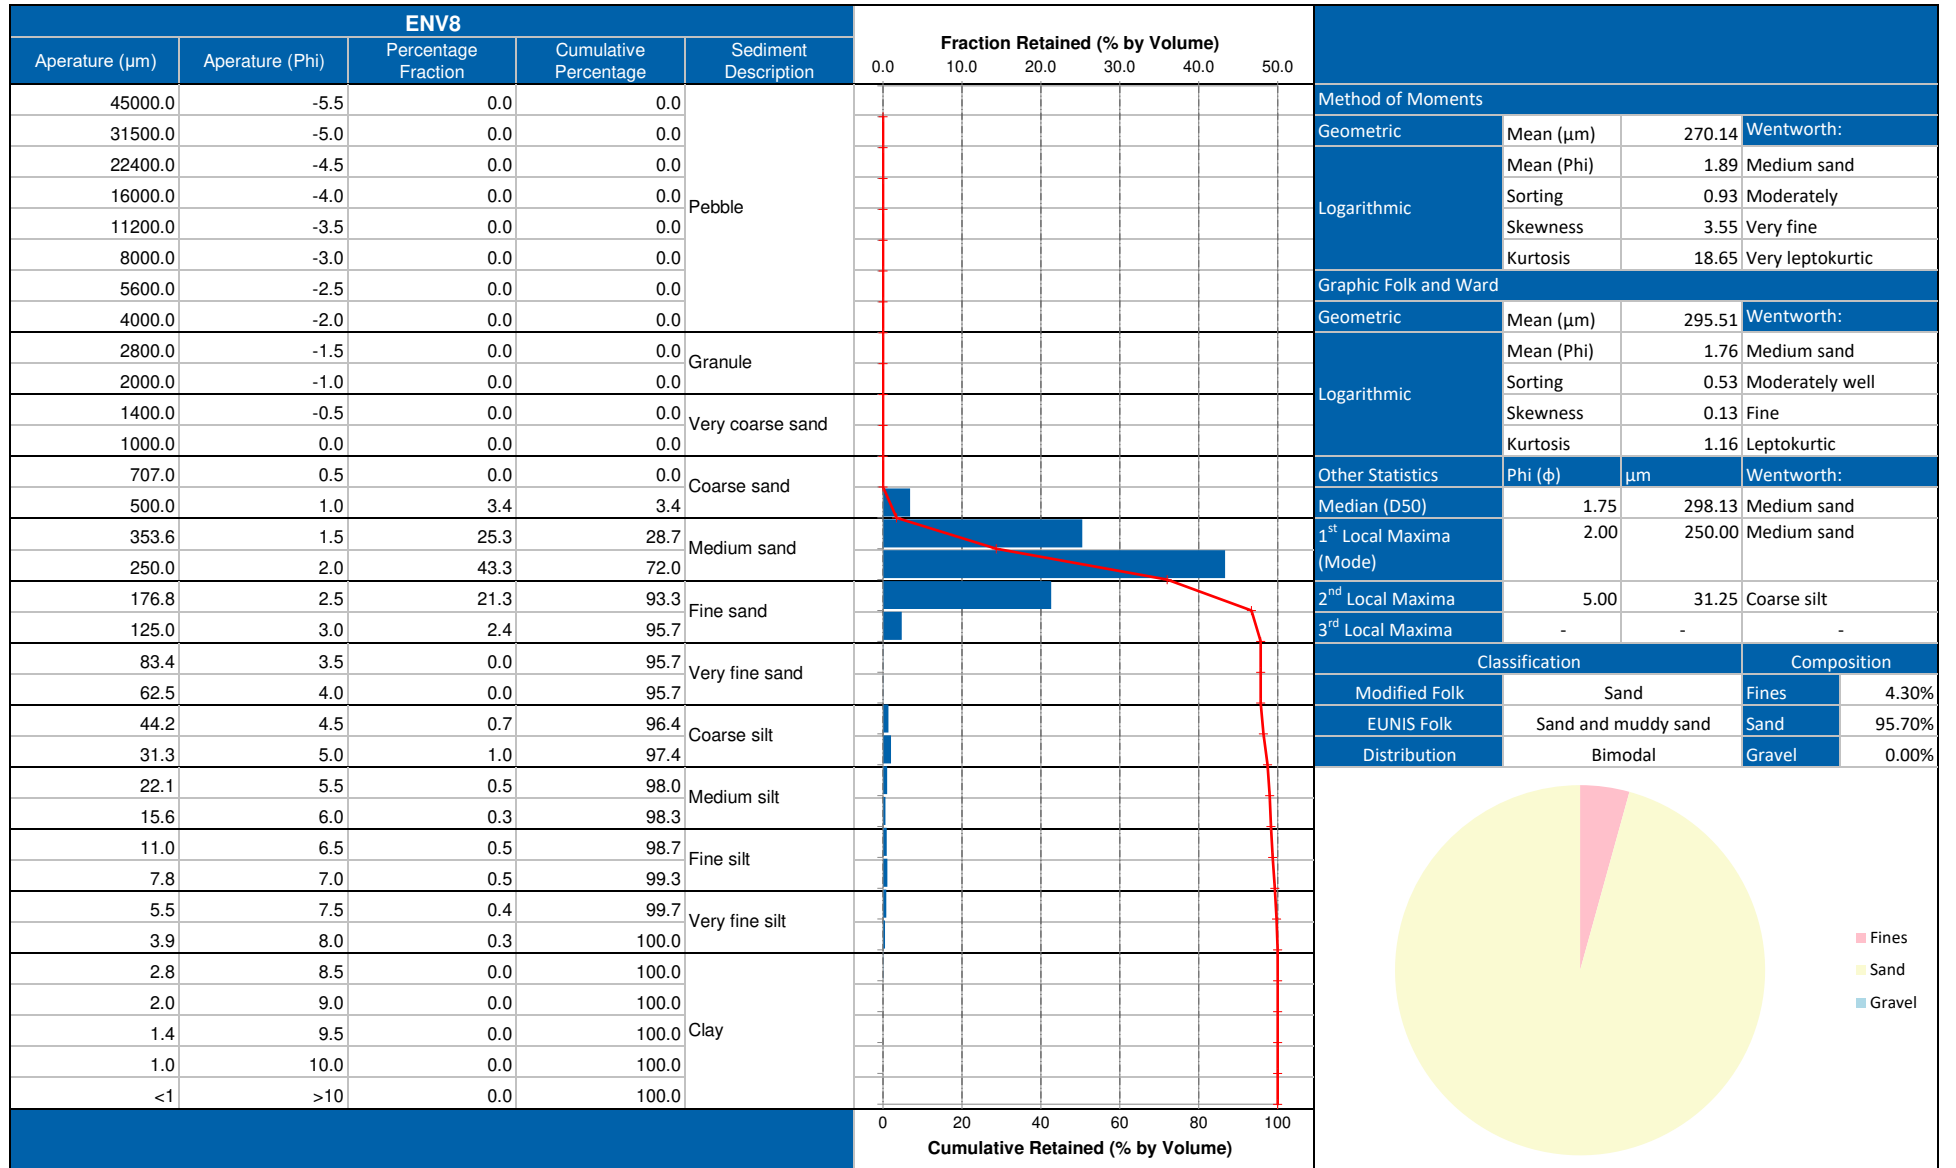 ENV8
Aperature (µm) Aperature (Phi) Percentage Fraction Cumulative Percentage Sediment Description
45000.0 -5.5 0.0 0.0
31500.0 -5.0 0.0 0.0
22400.0 -4.5 0.0 0.0
16000.0 -4.0 0.0 0.0 Pebble
11200.0 -3.5 0.0 0.0
8000.0 -3.0 0.0 0.0
5600.0 -2.5 0.0 0.0
4000.0 -2.0 0.0 0.0
2800.0 -1.5 0.0 0.0 Granule
2000.0 -1.0 0.0 0.0
1400.0 -0.5 0.0 0.0 Very coarse sand
1000.0 0.0 0.0 0.0
707.0 0.5 0.0 0.0 Coarse sand
500.0 1.0 3.4 3.4
353.6 1.5 25.3 28.7 Medium sand
250.0 2.0 43.3 72.0
176.8 2.5 21.3 93.3 Fine sand
125.0 3.0 2.4 95.7
83.4 3.5 0.0 95.7 Very fine sand
62.5 4.0 0.0 95.7
44.2 4.5 0.7 96.4 Coarse silt
31.3 5.0 1.0 97.4
22.1 5.5 0.5 98.0 Medium silt
15.6 6.0 0.3 98.3
11.0 6.5 0.5 98.7 Fine silt
7.8 7.0 0.5 99.3
5.5 7.5 0.4 99.7 Very fine silt
3.9 8.0 0.3 100.0
2.8 8.5 0.0 100.0
2.0 9.0 0.0 100.0
1.4 9.5 0.0 100.0 Clay
1.0 10.0 0.0 100.0
<1 >10 0.0 100.0
Fraction Retained (% by Volume)
0.0 10.0 20.0 30.0 40.0 50.0
0 20 40 60 80 100
Cumulative Retained (% by Volume)
Method of Moments
Geometric Mean (µm) 270.14 Wentworth:
Logarithmic Mean (Phi) 1.89 Medium sand
Sorting 0.93 Moderately
Skewness 3.55 Very fine
Kurtosis 18.65 Very leptokurtic
Graphic Folk and Ward
Geometric Mean (µm) 295.51 Wentworth:
Logarithmic Mean (Phi) 1.76 Medium sand
Sorting 0.53 Moderately well
Skewness 0.13 Fine
Kurtosis 1.16 Leptokurtic
Other Statistics Phi (ϕ) µm Wentworth:
Median (D50) 1.75 298.13 Medium sand
1st Local Maxima (Mode) 2.00 250.00 Medium sand
2nd Local Maxima 5.00 31.25 Coarse silt
3rd Local Maxima - - -
Classification Composition
Modified Folk Sand Fines 4.30%
EUNIS Folk Sand and muddy sand Sand 95.70%
Distribution Bimodal Gravel 0.00%
Fines
Sand
Gravel